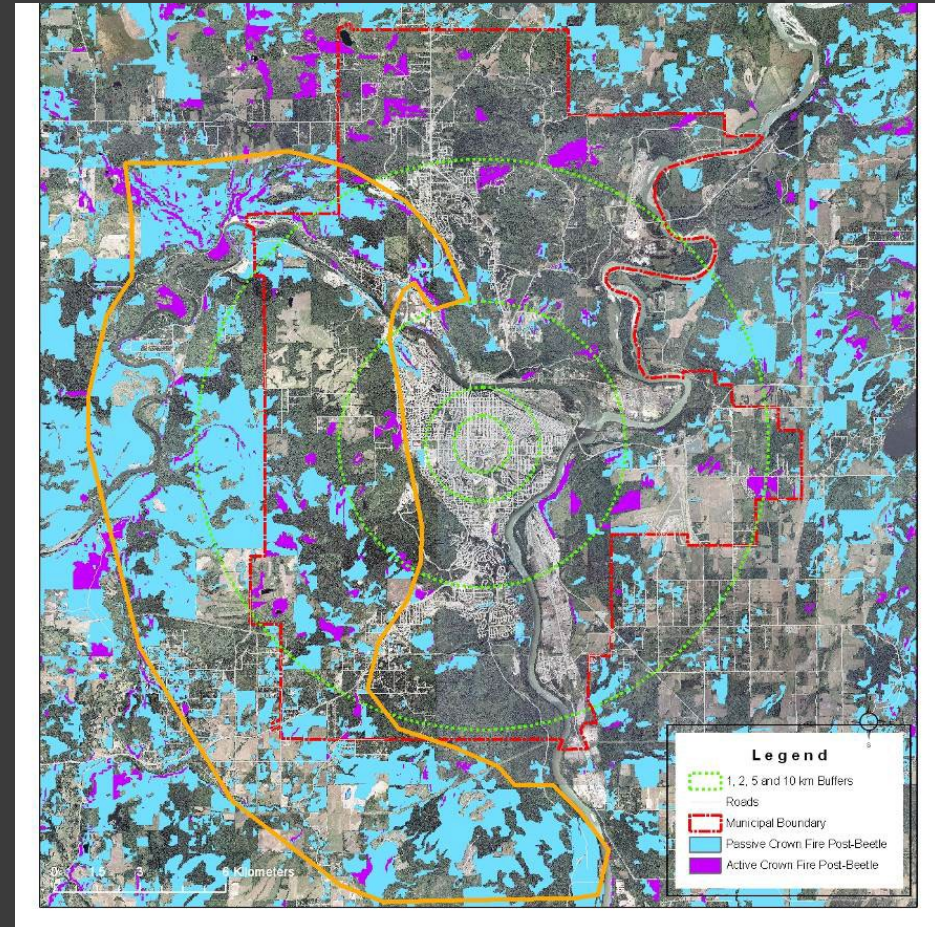 Legend
1, 2, 5 and 10 km Buffers
Roads
Municipal Boundary
Passive Crown Fire Post-Beetle
Active Crown Fire Post-Beetle
0 1.5 3 6 Kilometers